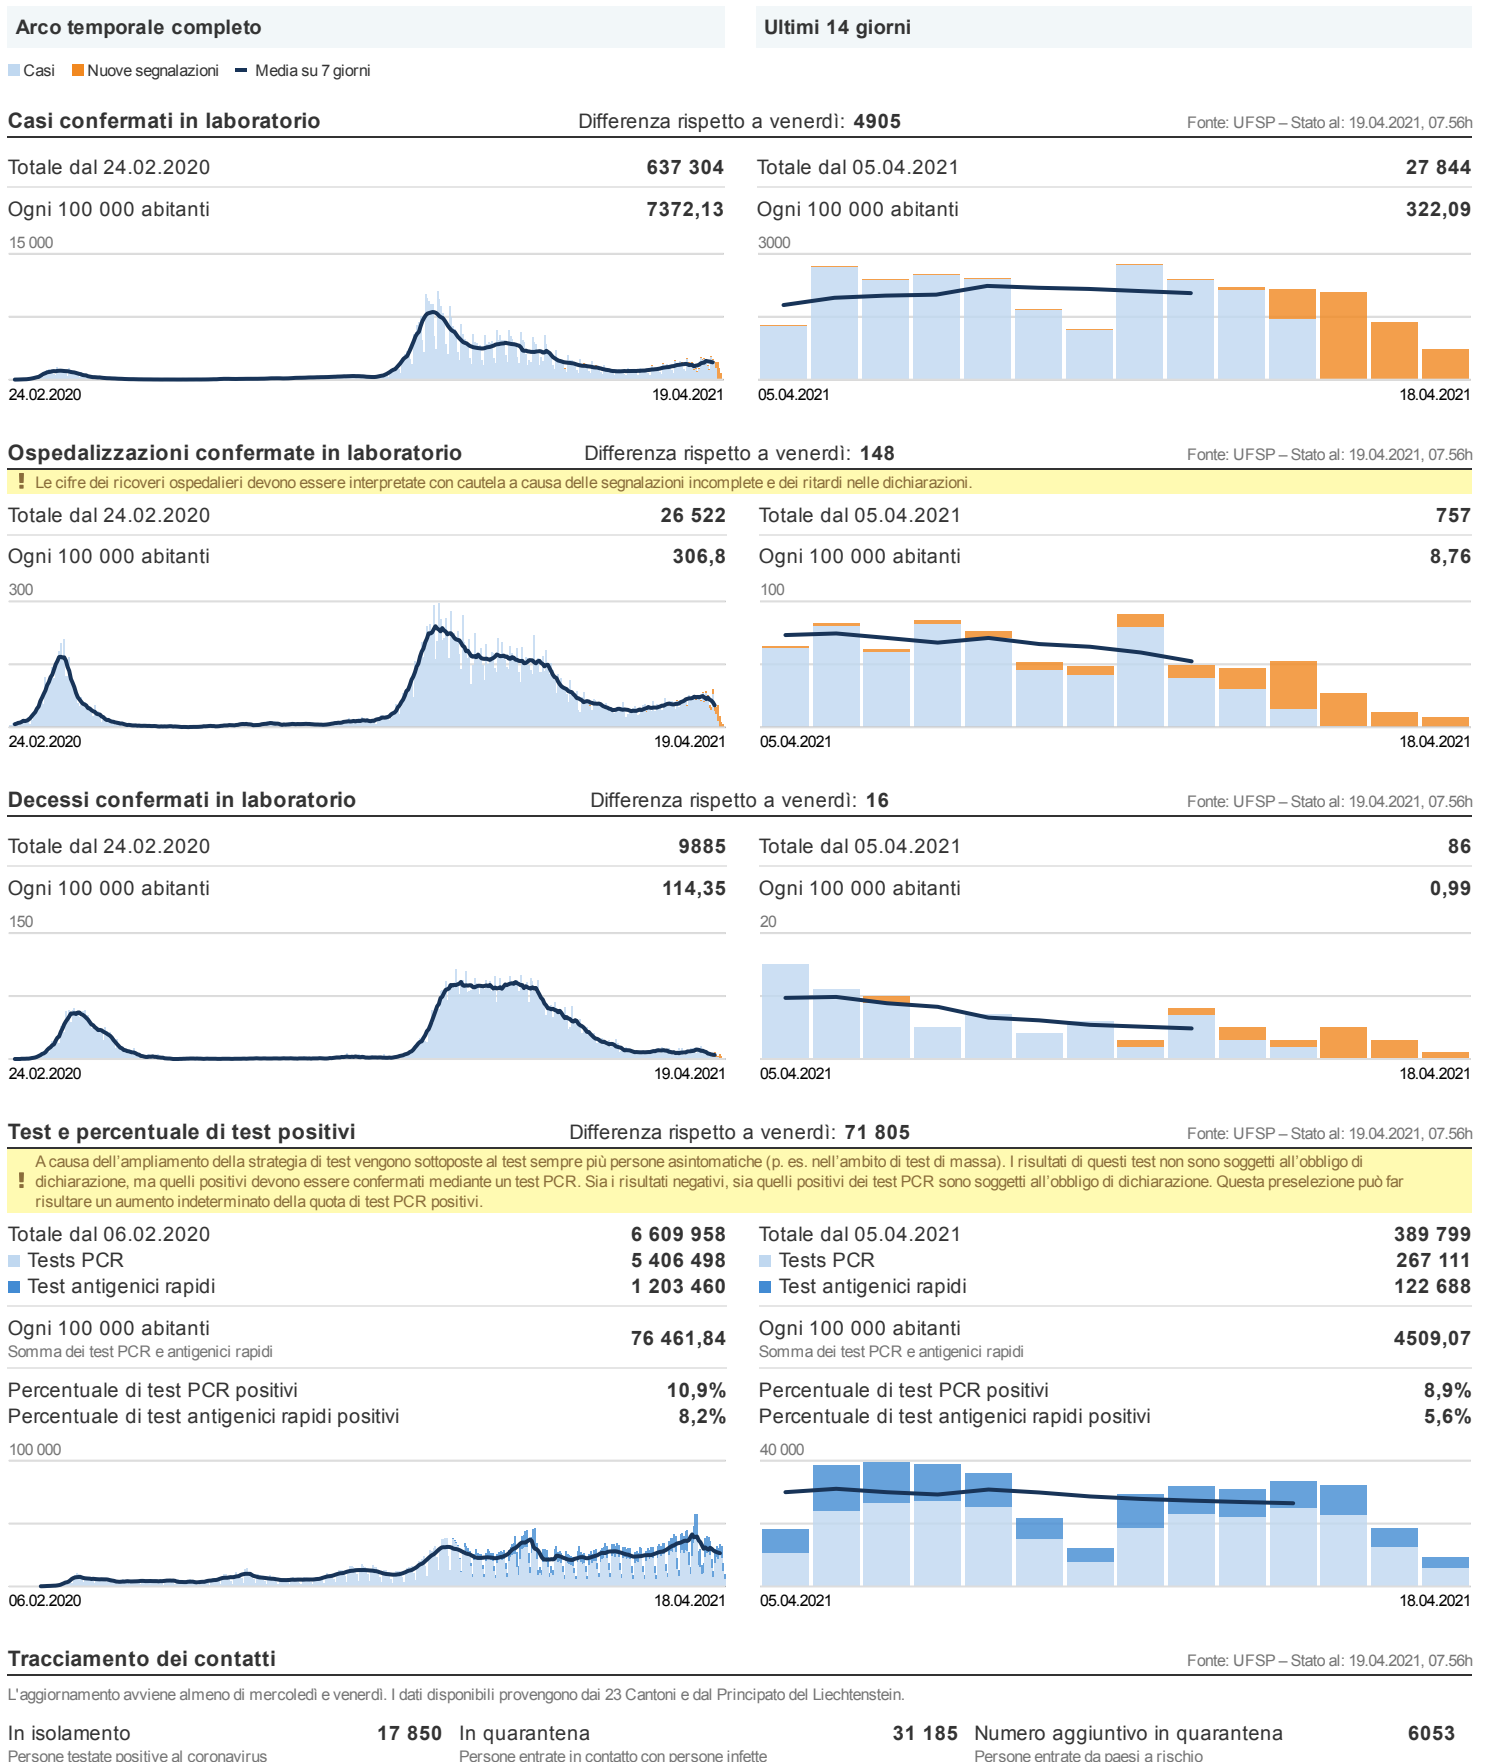 Arco temporale completo
Ultimi 14 giorni
Casi Nuove segnalazioni Media su 7 giorni
Casi confermati in laboratorio
Differenza rispetto a venerdì: 4905
Fonte: UFSP – Stato al: 19.04.2021, 07.56h
Totale dal 24.02.2020 637 304
Ogni 100 000 abitanti 7372,13
15 000
24.02.2020 19.04.2021
Totale dal 05.04.2021 27 844
Ogni 100 000 abitanti 322,09
3000
05.04.2021 18.04.2021
Ospedalizzazioni confermate in laboratorio
Differenza rispetto a venerdì: 148
Fonte: UFSP – Stato al: 19.04.2021, 07.56h
! Le cifre dei ricoveri ospedalieri devono essere interpretate con cautela a causa delle segnalazioni incomplete e dei ritardi nelle dichiarazioni.
Totale dal 24.02.2020 26 522
Ogni 100 000 abitanti 306,8
300
24.02.2020 19.04.2021
Totale dal 05.04.2021 757
Ogni 100 000 abitanti 8,76
100
05.04.2021 18.04.2021
Decessi confermati in laboratorio
Differenza rispetto a venerdì: 16
Fonte: UFSP – Stato al: 19.04.2021, 07.56h
Totale dal 24.02.2020 9885
Ogni 100 000 abitanti 114,35
150
24.02.2020 19.04.2021
Totale dal 05.04.2021 86
Ogni 100 000 abitanti 0,99
20
05.04.2021 18.04.2021
Test e percentuale di test positivi
Differenza rispetto a venerdì: 71 805
Fonte: UFSP – Stato al: 19.04.2021, 07.56h
A causa dell'ampliamento della strategia di test vengono sottoposte al test sempre più persone asintomatiche (p. es. nell'ambito di test di massa). I risultati di questi test non sono soggetti all'obbligo di
! dichiarazione, ma quelli positivi devono essere confermati mediante un test PCR. Sia i risultati negativi, sia quelli positivi dei test PCR sono soggetti all'obbligo di dichiarazione. Questa preselezione può far
risultare un aumento indeterminato della quota di test PCR positivi.
Totale dal 06.02.2020 6 609 958
Tests PCR 5 406 498
Test antigenici rapidi 1 203 460
Ogni 100 000 abitanti 76 461,84
Somma dei test PCR e antigenici rapidi
Percentuale di test PCR positivi 10,9%
Percentuale di test antigenici rapidi positivi 8,2%
100 000
06.02.2020 18.04.2021
Totale dal 05.04.2021 389 799
Tests PCR 267 111
Test antigenici rapidi 122 688
Ogni 100 000 abitanti 4509,07
Somma dei test PCR e antigenici rapidi
Percentuale di test PCR positivi 8,9%
Percentuale di test antigenici rapidi positivi 5,6%
40 000
05.04.2021 18.04.2021
Tracciamento dei contatti
Fonte: UFSP – Stato al: 19.04.2021, 07.56h
L'aggiornamento avviene almeno di mercoledì e venerdì. I dati disponibili provengono dai 23 Cantoni e dal Principato del Liechtenstein.
In isolamento 17 850
Persone testate positive al coronavirus
In quarantena 31 185
Persone entrate in contatto con persone infette
Numero aggiuntivo in quarantena 6053
Persone entrate da paesi a rischio